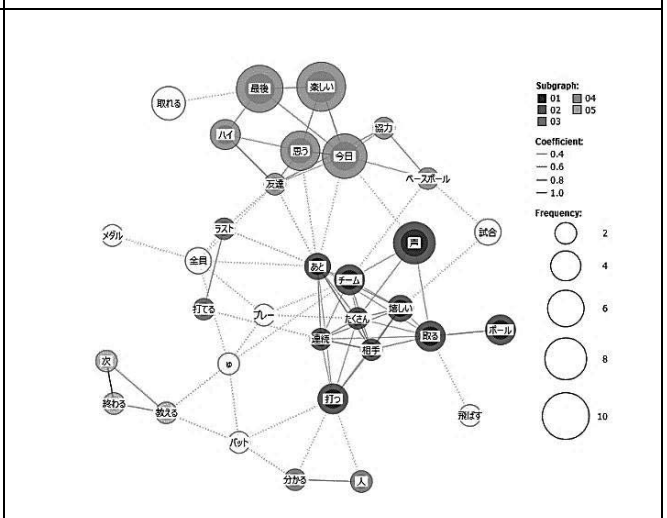 楽しい
最後
取れる
協力
ハイ
思う
今日
友達
ベースボール
ラスト
メダル
試合
声
全員
あと
チーム
打てる
プレー
たくさん
嬉しい
連続
取る
ボール
相手
次
ゆ
打つ
終わる
教える
飛ばす
バット
分かる
人
Subgraph:
01 04
02 05
03
Coefficient:
0.4
0.6
0.8
1.0
Frequency:
2
4
6
8
10